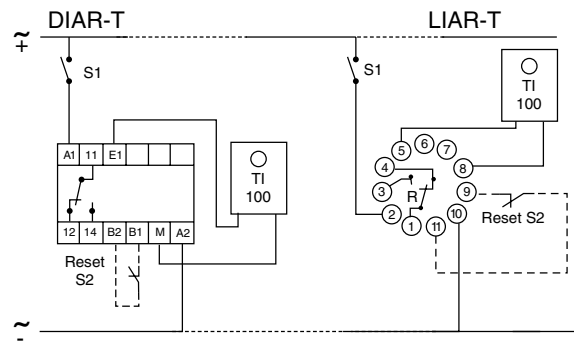 DIAR-T
LIAR-T
~
+
S1
S1
TI
100
A1 11 E1
TI
100
12 14 B2 B1 M A2
Reset
S2
5 6 7
4 8
3 R 9
2 10
1 11
Reset S2
~
-